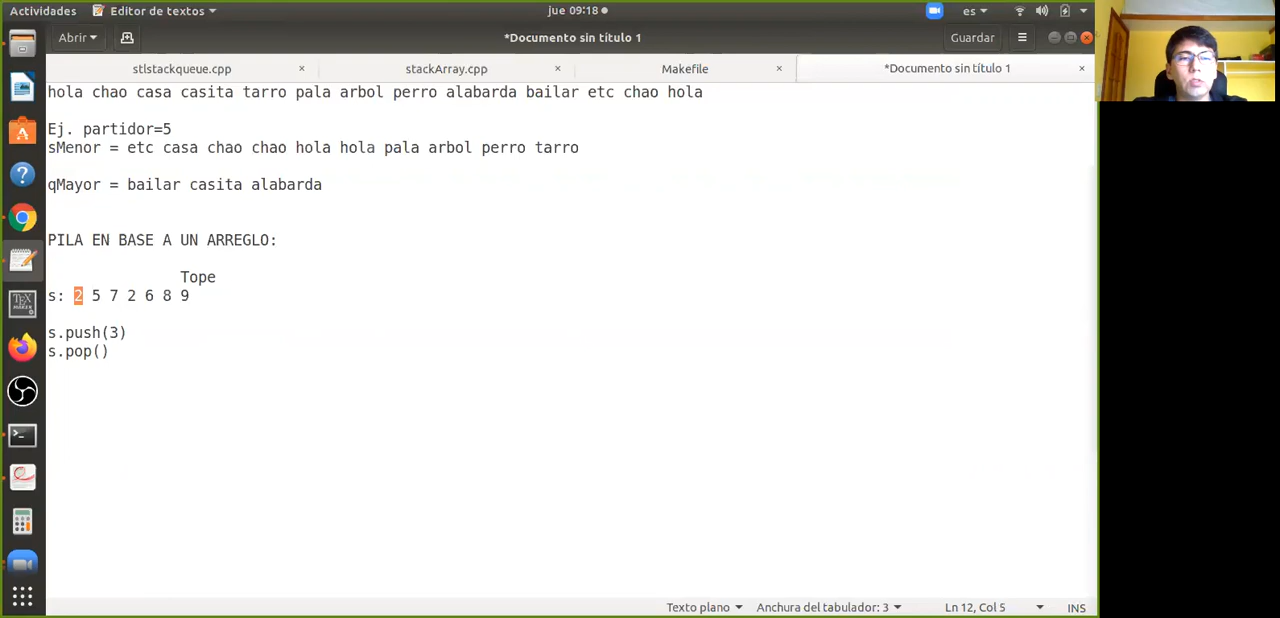 Actividades Editor de textos jue 09:18 es
Abrir *Documento sin título 1 Guardar
stlstackqueue.cpp × stackArray.cpp × Makefile × *Documento sin título 1 ×
hola chao casa casita tarro pala arbol perro alabarda bailar etc chao hola
Ej. partidor=5
sMenor = etc casa chao chao hola hola pala arbol perro tarro
qMayor = bailar casita alabarda
PILA EN BASE A UN ARREGLO:
Tope
s: 2 5 7 2 6 8 9
s.push(3)
s.pop()
Texto plano Anchura del tabulador: 3 Ln 12, Col 5 INS